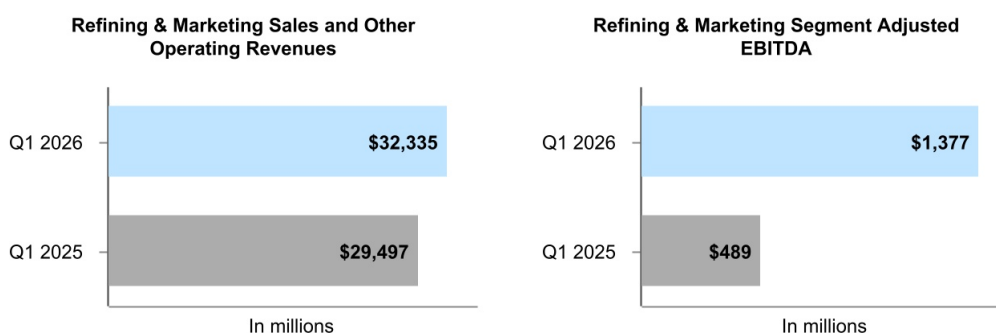 Refining & Marketing Sales and Other
Operating Revenues
Q1 2026
$32,335
Q1 2025
$29,497
In millions
Refining & Marketing Segment Adjusted
EBITDA
Q1 2026
$1,377
Q1 2025
$489
In millions